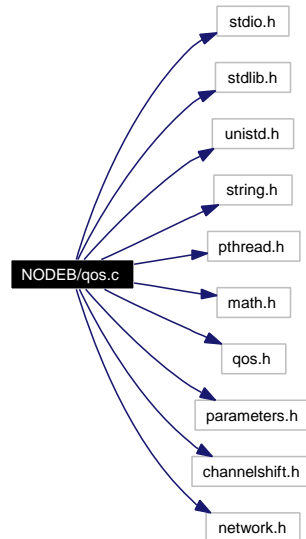 stdio.h
stdlib.h
unistd.h
string.h
pthread.h
NODEB/qos.c
math.h
qos.h
parameters.h
channelshift.h
network.h